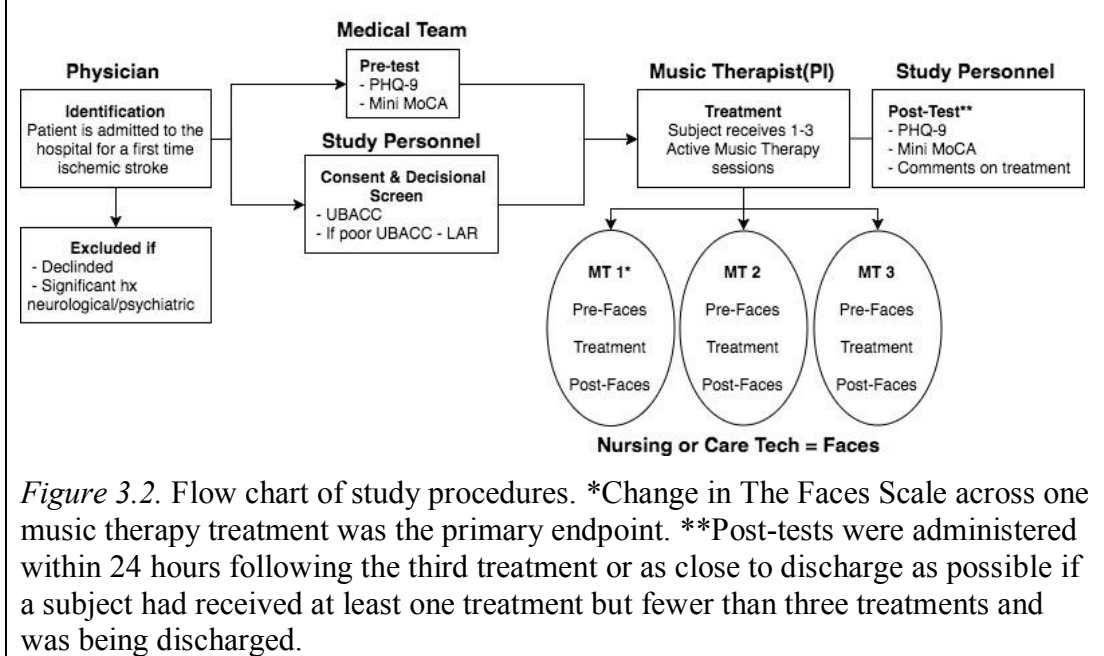 Physician
Identification
Patient is admitted to the
hospital for a first time
ischemic stroke
Excluded if
- Declinded
- Significant hx
neurological/psychiatric
Medical Team
Pre-test
- PHQ-9
- Mini MoCA
Study Personnel
Consent & Decisional
Screen
- UBACC
- If poor UBACC - LAR
Music Therapist(PI)
Treatment
Subject receives 1-3
Active Music Therapy
sessions
Study Personnel
Post-Test**
- PHQ-9
- Mini MoCA
- Comments on treatment
MT 1*
Pre-Faces
Treatment
Post-Faces
MT 2
Pre-Faces
Treatment
Post-Faces
MT 3
Pre-Faces
Treatment
Post-Faces
Nursing or Care Tech = Faces
Figure 3.2. Flow chart of study procedures. *Change in The Faces Scale across one
music therapy treatment was the primary endpoint. **Post-tests were administered
within 24 hours following the third treatment or as close to discharge as possible if
a subject had received at least one treatment but fewer than three treatments and
was being discharged.